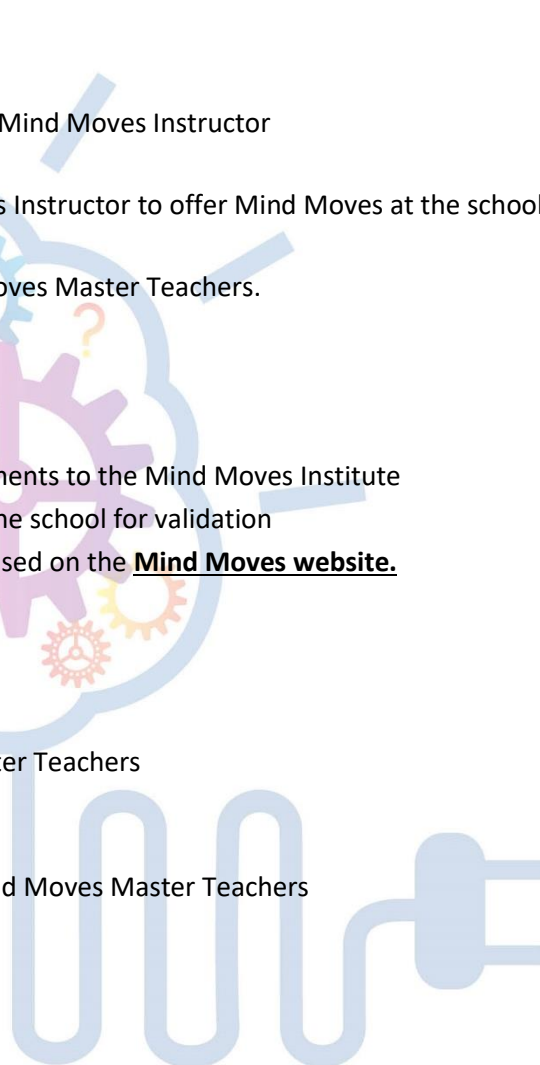 Mind Moves Instructor
s Instructor to offer Mind Moves at the school
oves Master Teachers.
?
ments to the Mind Moves Institute
he school for validation
sed on the Mind Moves website.
ter Teachers
d Moves Master Teachers